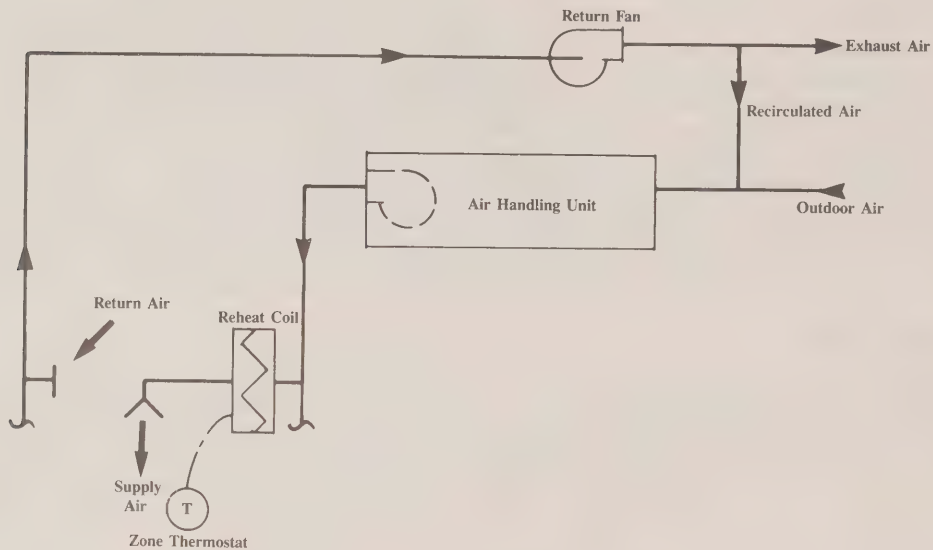 Return Fan
Exhaust Air
Recirculated Air
Air Handling Unit
Outdoor Air
Return Air
Reheat Coil
Supply
Air
T
Zone Thermostat